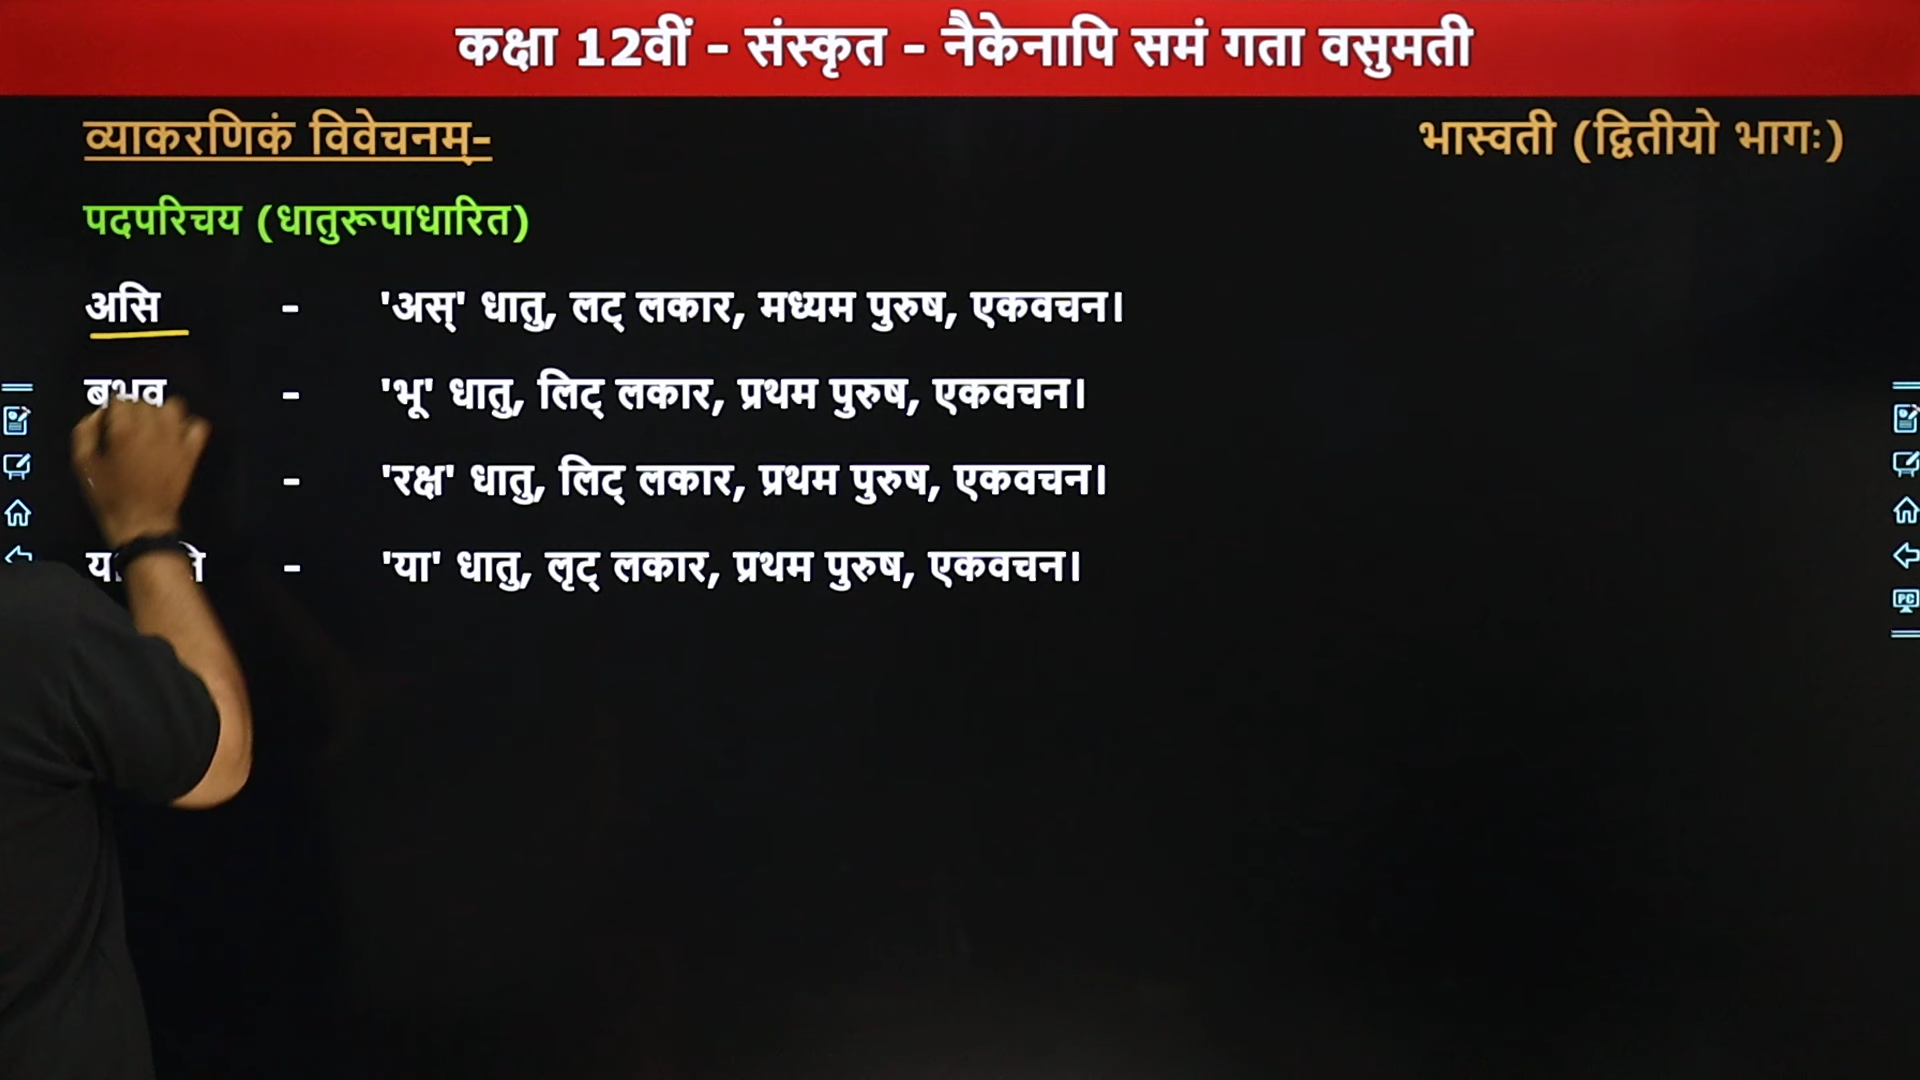 कक्षा 12वीं - संस्कृत - नैकेनापि समं गता वसुमती
व्याकरणिकं विवेचनम्-
भास्वती (द्वितीयो भागः)
पदपरिचय (धातुरूपाधारित)
असि - 'अस्' धातु, लट् लकार, मध्यम पुरुष, एकवचन।
- 'भू' धातु, लिट् लकार, प्रथम पुरुष, एकवचन।
- 'रक्ष' धातु, लिट् लकार, प्रथम पुरुष, एकवचन।
- 'या' धातु, लृट् लकार, प्रथम पुरुष, एकवचन।
PC